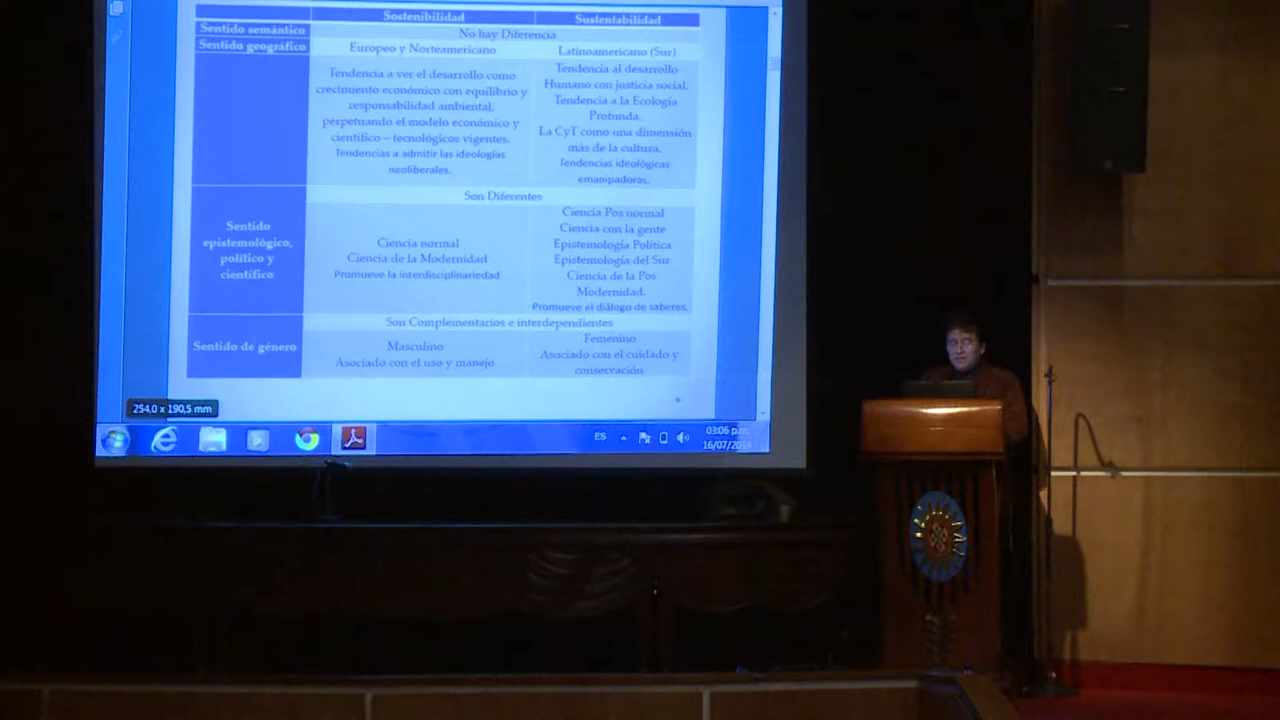 Sostenibilidad Sustentabilidad
Sentido semántico No hay Diferencia
Sentido geográfico Europeo y Norteamericano Latinoamericano (Sur)
Tendencia a ver el desarrollo como
crecimiento económico con equilibrio y
responsabilidad ambiental,
perpetuando el modelo económico y
científico – tecnológicos vigentes.
Tendencias a admitir las ideologías
neoliberales.
Tendencia al desarrollo
Humano con justicia social.
Tendencia a la Ecología
Profunda.
La CyT como una dimensión
más de la cultura.
Tendencias ideológicas
emanipadoras.
Son Diferentes
Sentido
epistemológico,
político y
científico
Ciencia normal
Ciencia de la Modernidad
Promueve la interdisciplinariedad
Ciencia Pos normal
Ciencia con la gente
Epistemología Política
Epistemología del Sur
Ciencia de la Pos
Modernidad.
Promueve el diálogo de saberes.
Son Complementarios e interdependientes
Sentido de género
Masculino
Asociado con el uso y manejo
Femenino
Asociado con el cuidado y
conservación
254,0 x 190,5 mm
ES
03:06 p.m.
16/07/2014